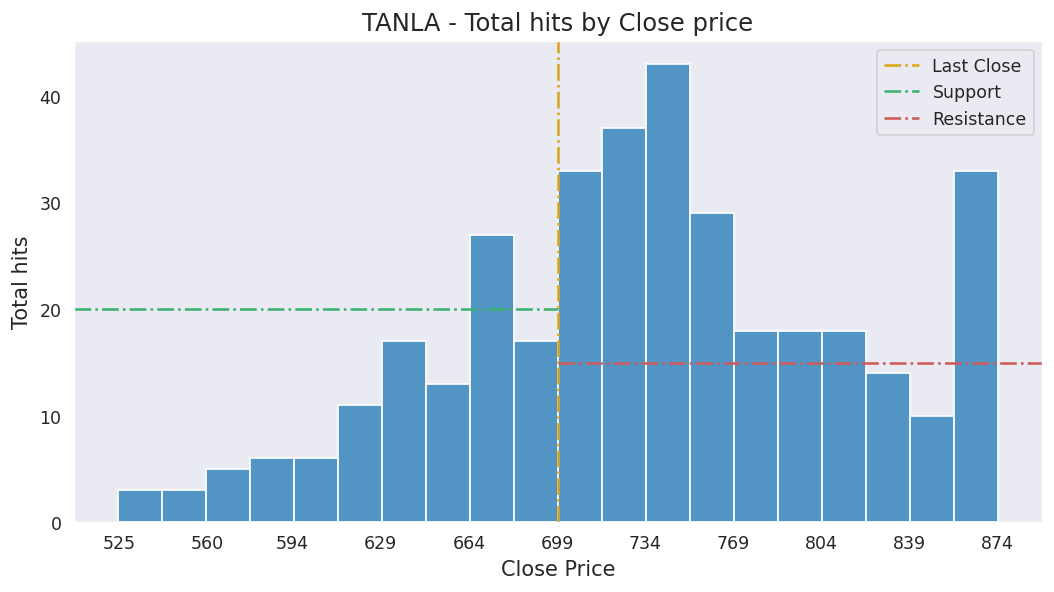 TANLA - Total hits by Close price
Last Close
Support
Resistance
Total hits
40
30
20
10
0
525 560 594 629 664 699 734 769 804 839 874
Close Price